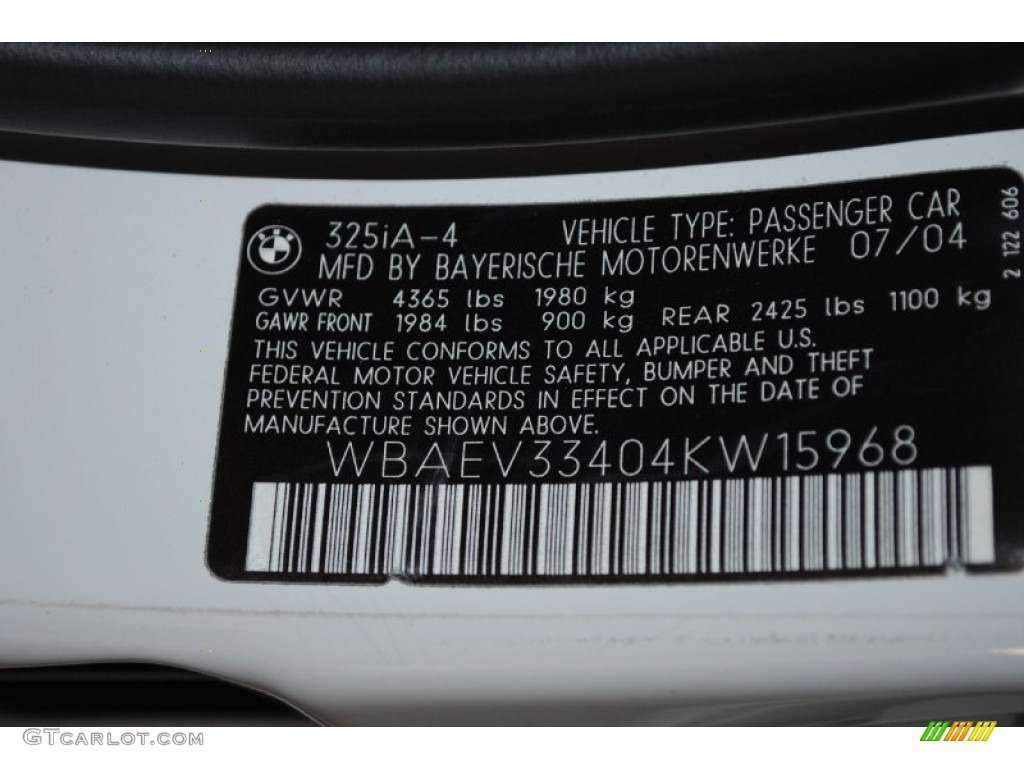 325iA-4 VEHICLE TYPE: PASSENGER CAR
MFD BY BAYERISCHE MOTORENWERKE 07/04
GVWR 4365 lbs 1980 kg
GAWR FRONT 1984 lbs 900 kg REAR 2425 lbs 1100 kg
THIS VEHICLE CONFORMS TO ALL APPLICABLE U.S.
FEDERAL MOTOR VEHICLE SAFETY, BUMPER AND THEFT
PREVENTION STANDARDS IN EFFECT ON THE DATE OF
MANUFACTURE SHOWN ABOVE.
WBAEV33404KW15968
2 122 606
GTCARLOT.COM